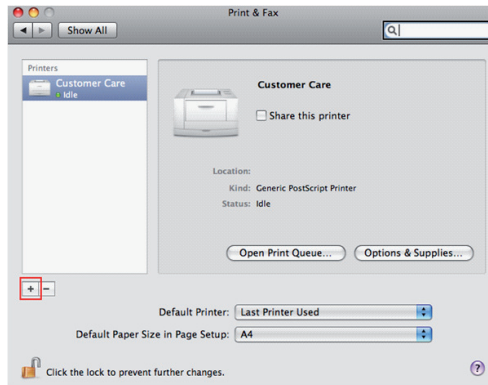 Print & Fax
Show All
Printers
Customer Care
Idle
Customer Care
Share this printer
Location:
Kind: Generic PostScript Printer
Status: Idle
Open Print Queue...
Options & Supplies...
+ −
Default Printer: Last Printer Used
Default Paper Size in Page Setup: A4
Click the lock to prevent further changes.
?